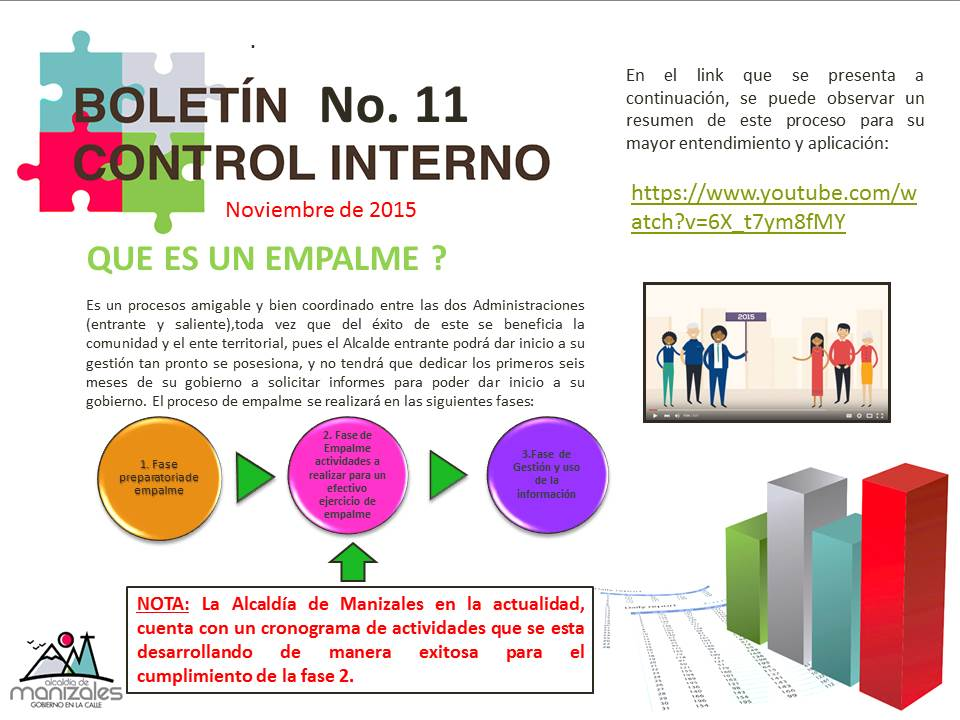 .
BOLETÍN No. 11
CONTROL INTERNO
Noviembre de 2015
QUE ES UN EMPALME ?
Es un procesos amigable y bien coordinado entre las dos Administraciones
(entrante y saliente),toda vez que del éxito de este se beneficia la
comunidad y el ente territorial, pues el Alcalde entrante podrá dar inicio a su
gestión tan pronto se posesiona, y no tendrá que dedicar los primeros seis
meses de su gobierno a solicitar informes para poder dar inicio a su
gobierno. El proceso de empalme se realizará en las siguientes fases:
1. Fase
preparatoriade
empalme
2. Fase de
Empalme
actividades a
realizar para un
efectivo
ejercicio de
empalme
3.Fase de
Gestión y uso
de la
información
NOTA: La Alcaldía de Manizales en la actualidad,
cuenta con un cronograma de actividades que se esta
desarrollando de manera exitosa para el
cumplimiento de la fase 2.
alcaldía de
manizales
GOBIERNO EN LA CALLE
En el link que se presenta a
continuación, se puede observar un
resumen de este proceso para su
mayor entendimiento y aplicación:
https://www.youtube.com/w
atch?v=6X_t7ym8fMY
2015